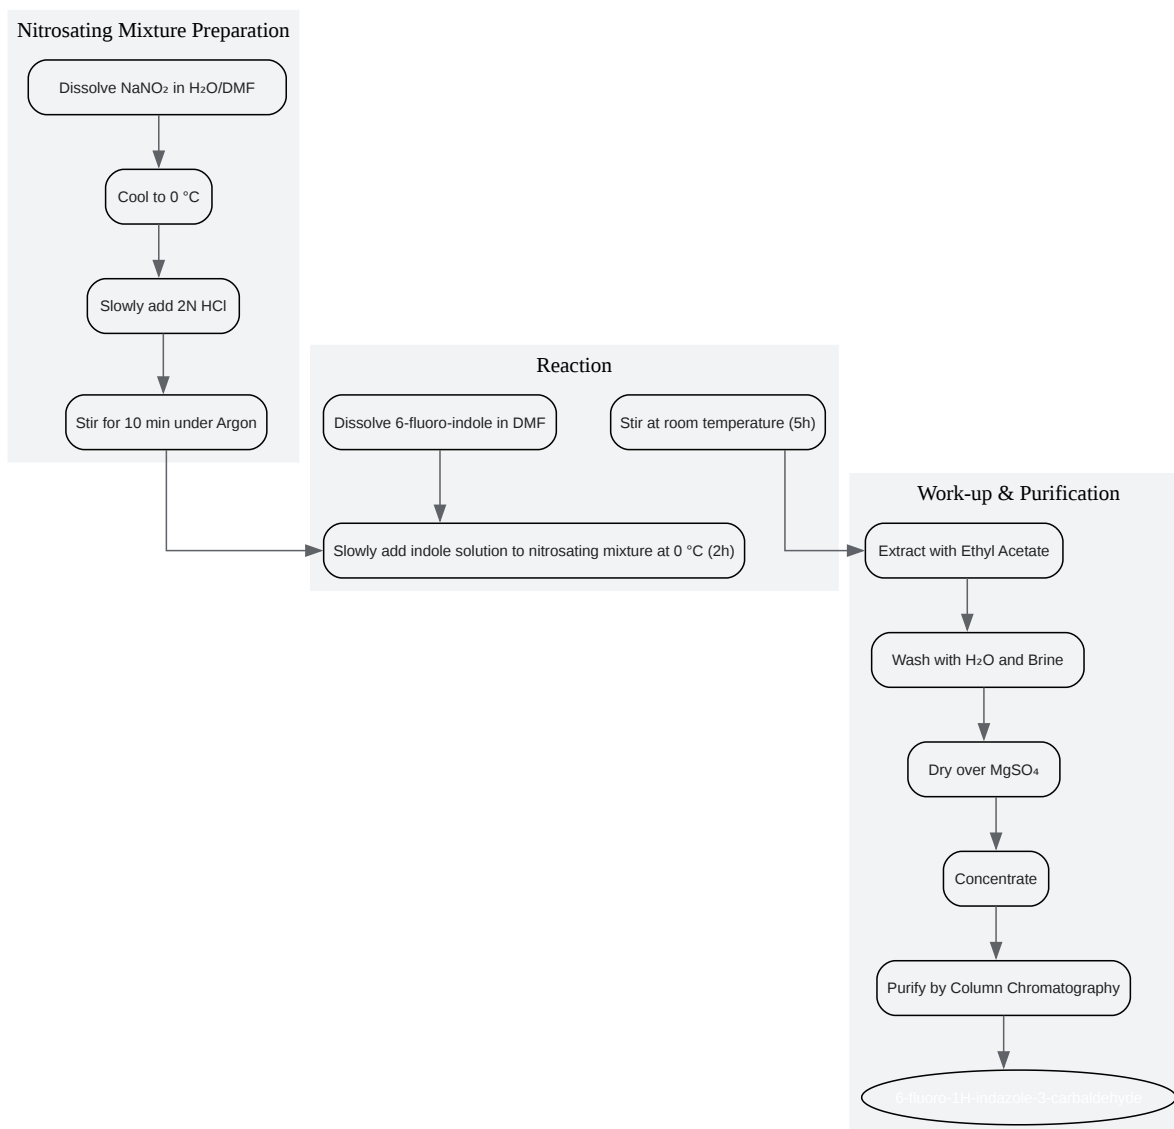 Nitrosating Mixture Preparation
Dissolve NaNO₂ in H₂O/DMF
Cool to 0 °C
Slowly add 2N HCl
Stir for 10 min under Argon
Reaction
Dissolve 6-fluoro-indole in DMF
Stir at room temperature (5h)
Slowly add indole solution to nitrosating mixture at 0 °C (2h)
Work-up & Purification
Extract with Ethyl Acetate
Wash with H₂O and Brine
Dry over MgSO₄
Concentrate
Purify by Column Chromatography
6-fluoro-1H-indazole-3-carbaldehyde